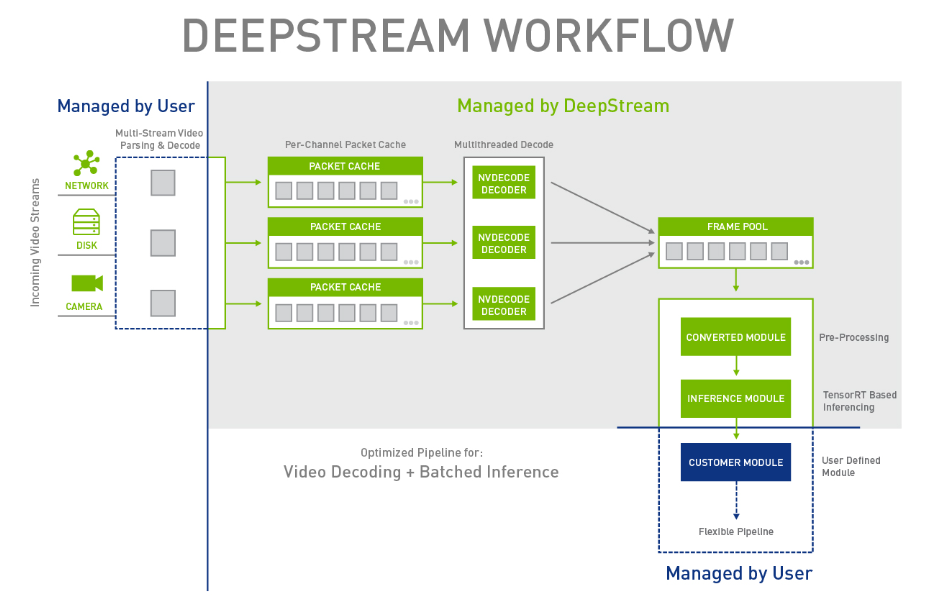 DEEPSTREAM WORKFLOW
Managed by User
Managed by DeepStream
Incoming Video Streams
Multi-Stream Video
Parsing & Decode
Per-Channel Packet Cache
Multithreaded Decode
NETWORK
DISK
CAMERA
PACKET CACHE
PACKET CACHE
PACKET CACHE
NVDECODE
DECODER
NVDECODE
DECODER
NVDECODE
DECODER
FRAME POOL
CONVERTED MODULE
Pre-Processing
INFERENCE MODULE
TensorRT Based
Inferencing
Optimized Pipeline for:
Video Decoding + Batched Inference
CUSTOMER MODULE
User Defined
Module
Flexible Pipeline
Managed by User